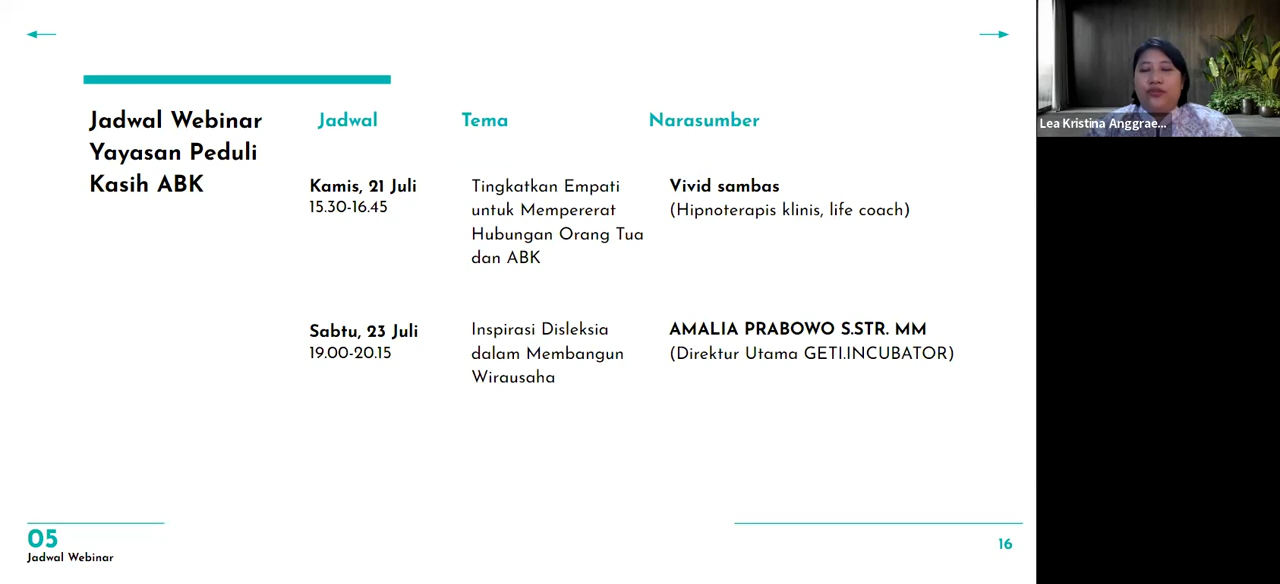 Jadwal Webinar
Yayasan Peduli
Kasih ABK
Jadwal
Tema
Narasumber
Kamis, 21 Juli
15.30-16.45
Tingkatkan Empati
untuk Mempererat
Hubungan Orang Tua
dan ABK
Vivid sambas
(Hipnoterapis klinis, life coach)
Sabtu, 23 Juli
19.00-20.15
Inspirasi Disleksia
dalam Membangun
Wirausaha
AMALIA PRABOWO S.STR. MM
(Direktur Utama GETI.INCUBATOR)
05
Jadwal Webinar
16
Lea Kristina Anggrae...